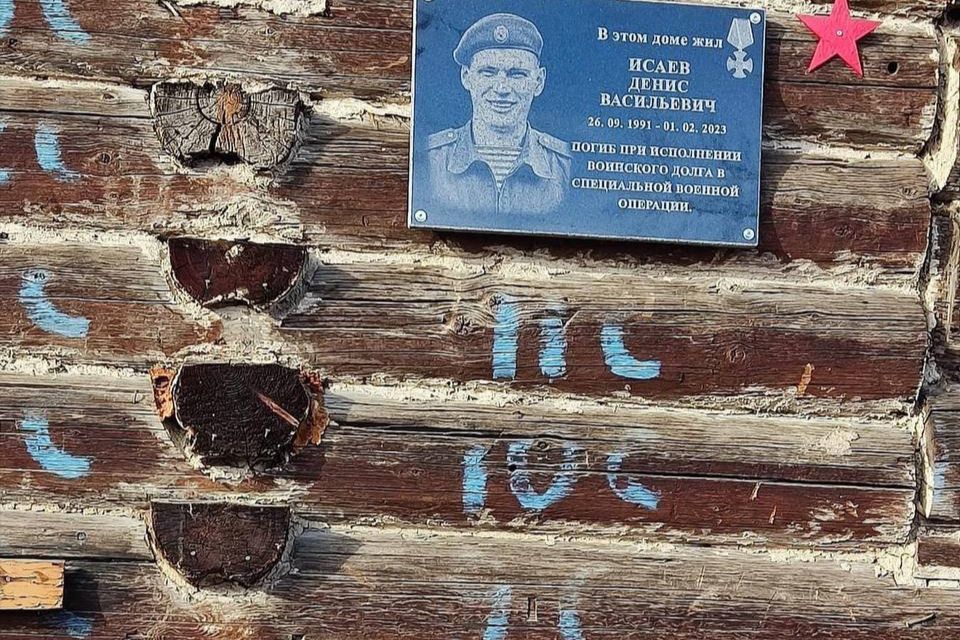 В этом доме жил
ИСАЕВ
ДЕНИС
ВАСИЛЬЕВИЧ
26. 09. 1991 - 01. 02. 2023
ПОГИБ ПРИ ИСПОЛНЕНИИ
ВОИНСКОГО ДОЛГА В
СПЕЦИАЛЬНОЙ ВОЕННОЙ
ОПЕРАЦИИ.